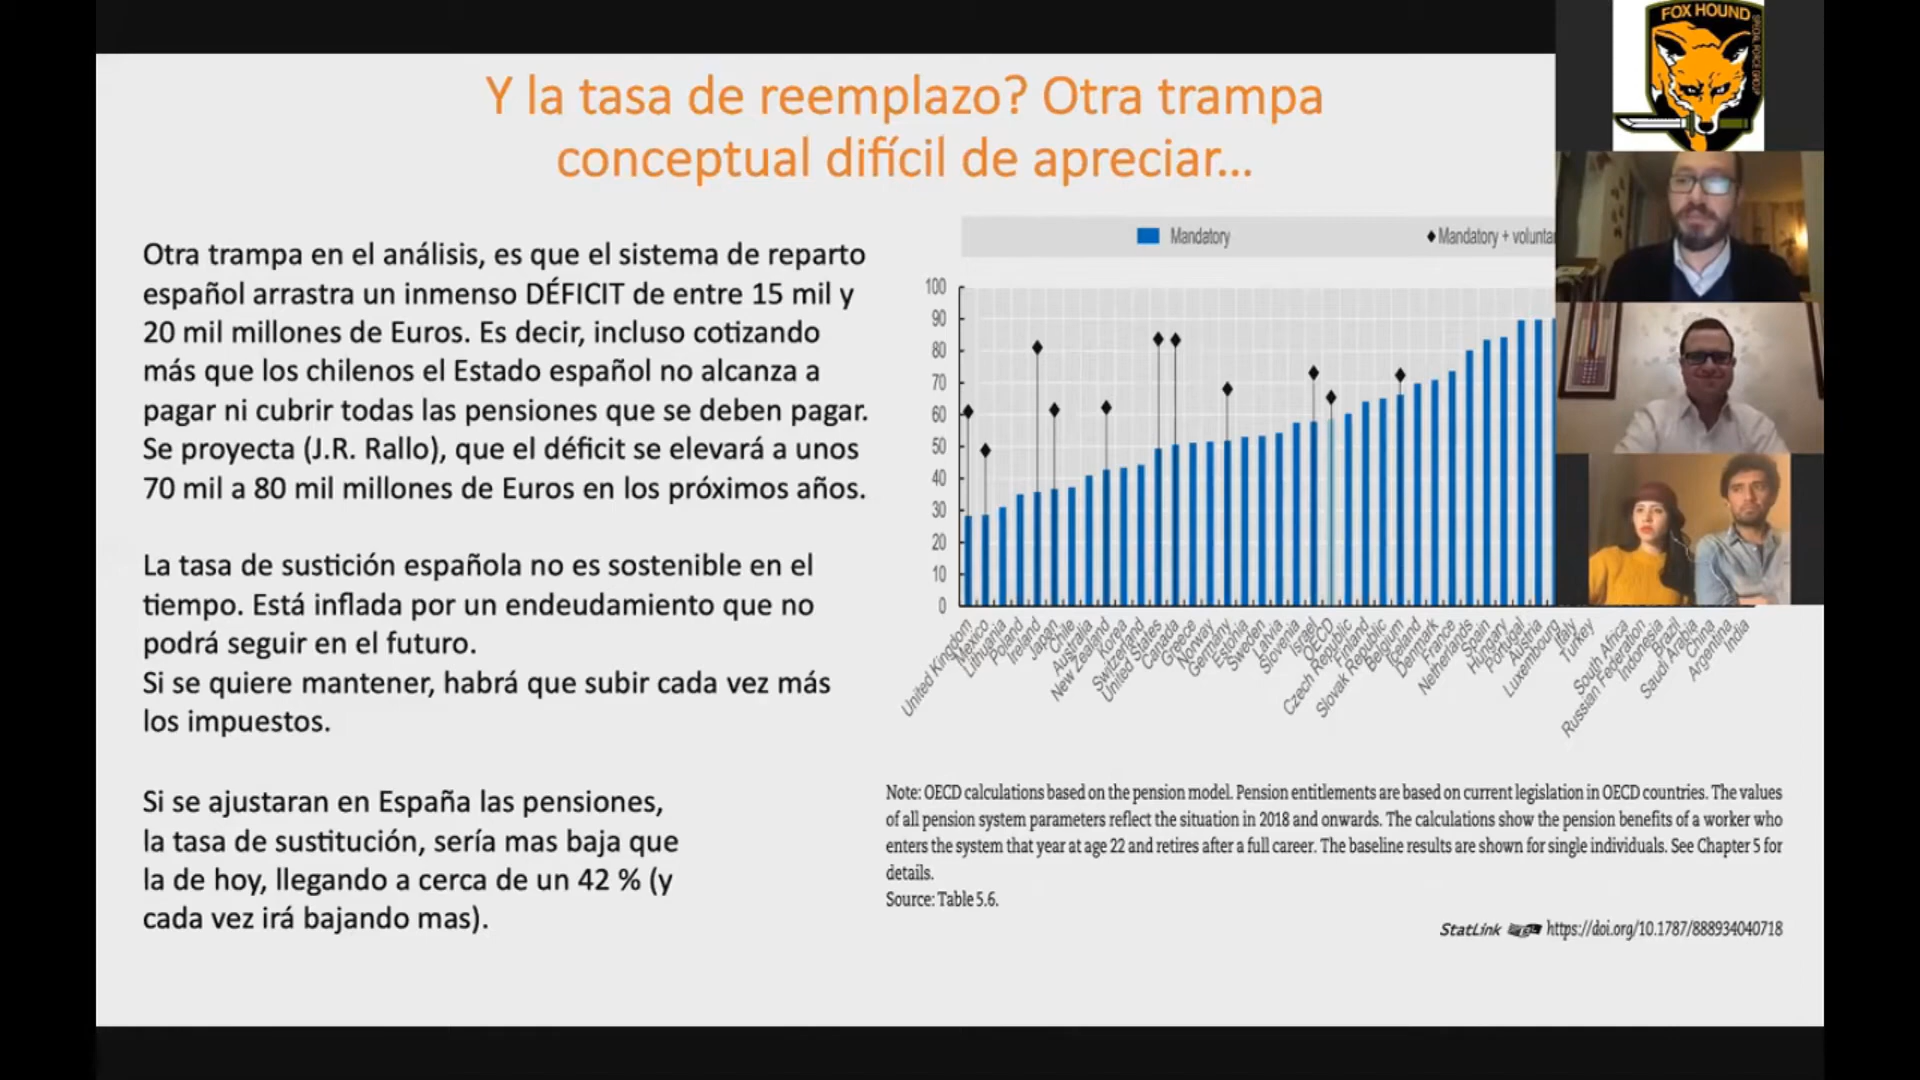 Y la tasa de reemplazo? Otra trampa
conceptual difícil de apreciar...
Otra trampa en el análisis, es que el sistema de reparto
español arrastra un inmenso DÉFICIT de entre 15 mil y
20 mil millones de Euros. Es decir, incluso cotizando
más que los chilenos el Estado español no alcanza a
pagar ni cubrir todas las pensiones que se deben pagar.
Se proyecta (J.R. Rallo), que el déficit se elevará a unos
70 mil a 80 mil millones de Euros en los próximos años.
La tasa de sustición española no es sostenible en el
tiempo. Está inflada por un endeudamiento que no
podrá seguir en el futuro.
Si se quiere mantener, habrá que subir cada vez más
los impuestos.
Si se ajustaran en España las pensiones,
la tasa de sustitución, sería mas baja que
la de hoy, llegando a cerca de un 42 % (y
cada vez irá bajando mas).
Mandatory
Mandatory + volunta
100
90
80
70
60
50
40
30
20
10
0
United Kingdom
Mexico
Lithuania
Poland
Ireland
Japan
Chile
Australia
New Zealand
Korea
Switzerland
United States
Canada
Greece
Norway
Germany
Estonia
Sweden
Latvia
Slovenia
Israel
OECD
Czech Republic
Finland
Slovak Republic
Belgium
Iceland
Denmark
France
Netherlands
Spain
Hungary
Portugal
Austria
Luxembourg
Italy
Turkey
South Africa
Russian Federation
Indonesia
Brazil
Saudi Arabia
China
Argentina
India
Note: OECD calculations based on the pension model. Pension entitlements are based on current legislation in OECD countries. The values
of all pension system parameters reflect the situation in 2018 and onwards. The calculations show the pension benefits of a worker who
enters the system that year at age 22 and retires after a full career. The baseline results are shown for single individuals. See Chapter 5 for
details.
Source: Table 5.6.
StatLink https://doi.org/10.1787/888934040718
FOX HOUND
SPECIAL FORCE GROUP